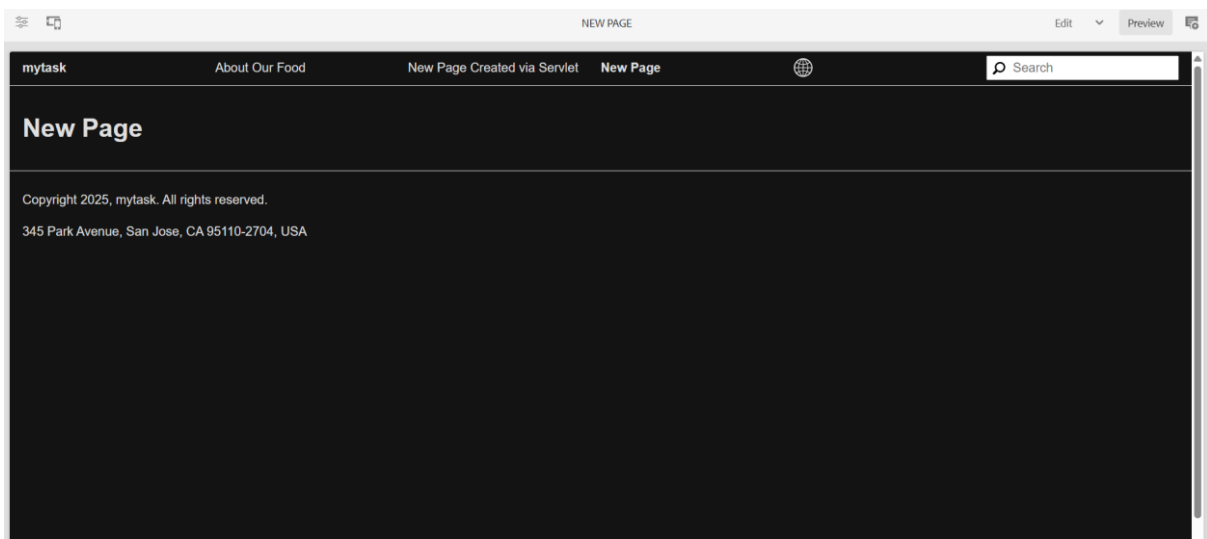 NEW PAGE Edit Preview
mytask About Our Food New Page Created via Servlet New Page Search
New Page
Copyright 2025, mytask. All rights reserved.
345 Park Avenue, San Jose, CA 95110-2704, USA